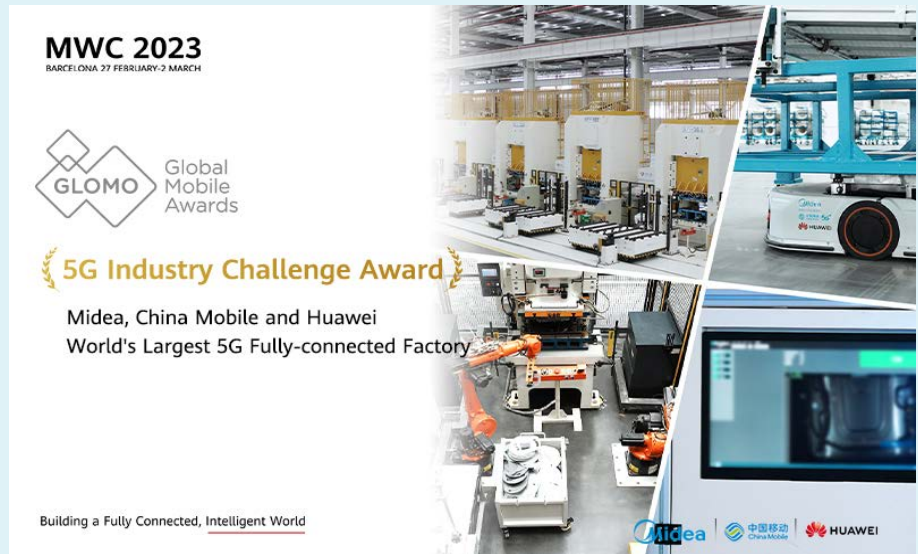 MWC 2023
BARCELONA 27 FEBRUARY-2 MARCH
GLOMO
Global
Mobile
Awards
5G Industry Challenge Award
Midea, China Mobile and Huawei
World's Largest 5G Fully-connected Factory
Midea
HUAWEI
Building a Fully Connected, Intelligent World
Midea
中国移动
China Mobile
HUAWEI